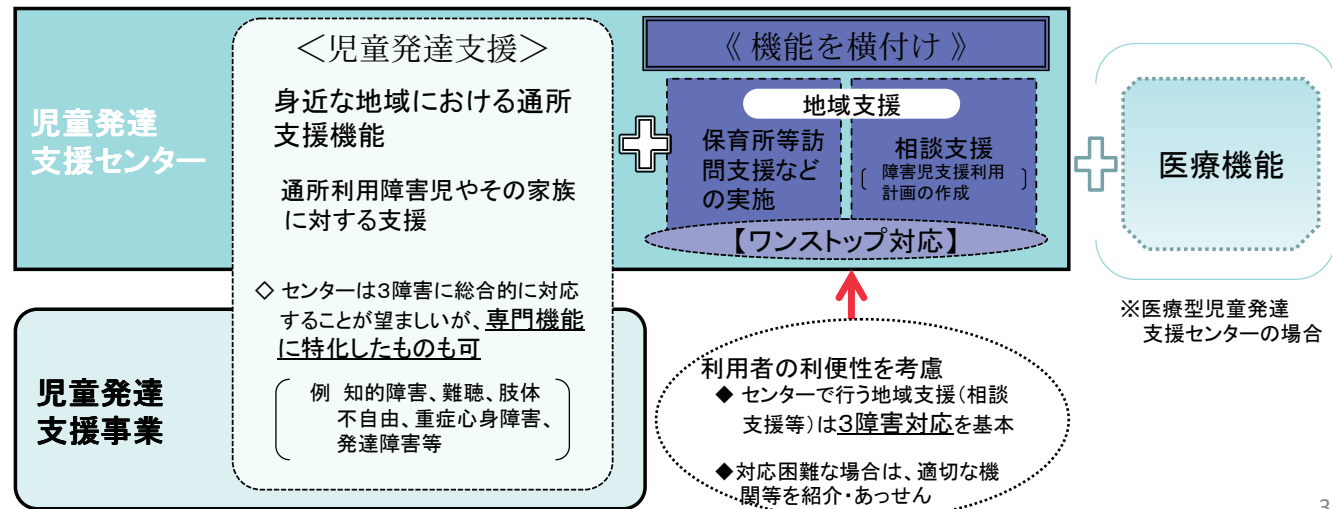 児童発達
支援センター
＜児童発達支援＞
身近な地域における通所
支援機能
通所利用障害児やその家族
に対する支援
◇ センターは３障害に総合的に対応
することが望ましいが、専門機能
に特化したものも可
例 知的障害、難聴、肢体
不自由、重症心身障害、
発達障害等
《 機能を横付け 》
地域支援
保育所等訪
問支援など
の実施
相談支援
障害児支援利用
計画の作成
【ワンストップ対応】
医療機能
※医療型児童発達
支援センターの場合
児童発達
支援事業
利用者の利便性を考慮
◆ センターで行う地域支援（相談
支援等）は３障害対応を基本
◆対応困難な場合は、適切な機
関等を紹介・あっせん
3